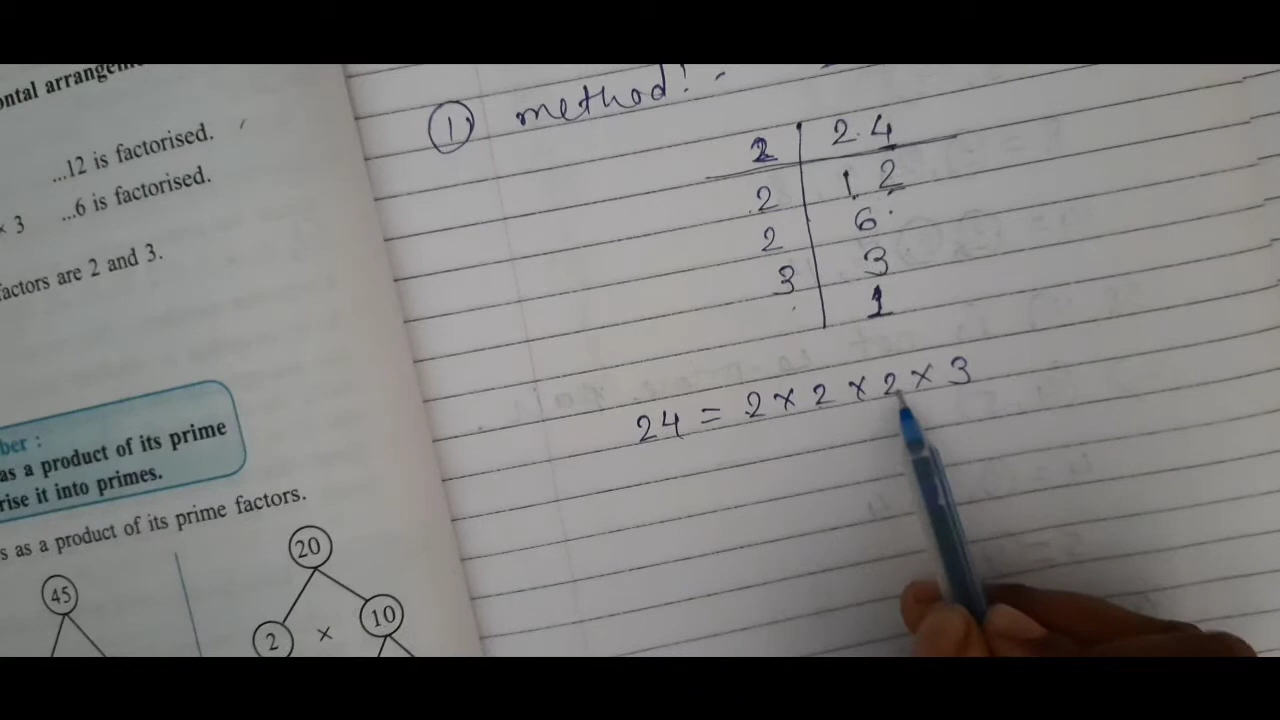 ontal arrangem
...12 is factorised.
× 3 ...6 is factorised.
factors are 2 and 3.
ber :
as a product of its prime
rise it into primes.
s as a product of its prime factors.
45
20
2 × 10
① method:-
2 | 24
2 | 12
2 | 6
3 | 3
1
24 = 2 × 2 × 2 × 3